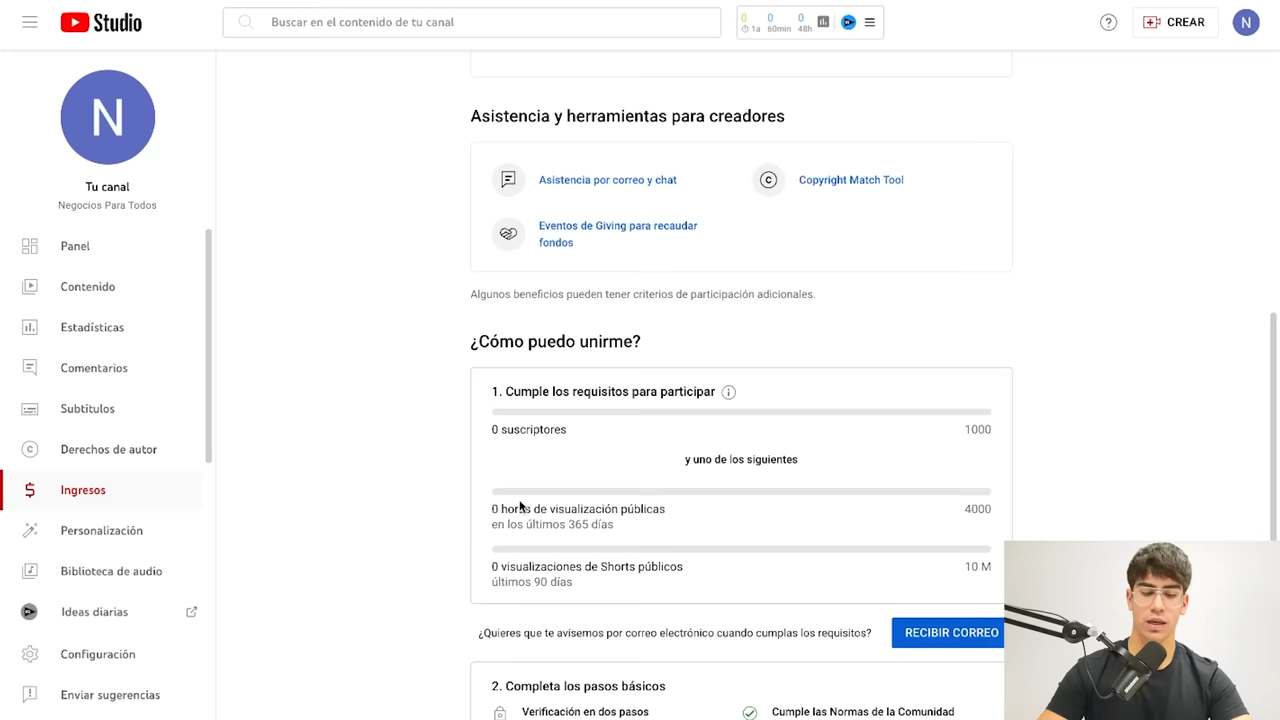 Studio
Buscar en el contenido de tu canal
0 0 0
1a 60min 48h
CREAR
N
N
Tu canal
Negocios Para Todos
Panel
Contenido
Estadísticas
Comentarios
Subtítulos
Derechos de autor
Ingresos
Personalización
Biblioteca de audio
Ideas diarias
Configuración
Enviar sugerencias
Asistencia y herramientas para creadores
Asistencia por correo y chat
Copyright Match Tool
Eventos de Giving para recaudar
fondos
Algunos beneficios pueden tener criterios de participación adicionales.
¿Cómo puedo unirme?
1. Cumple los requisitos para participar
0 suscriptores 1000
y uno de los siguientes
0 horas de visualización públicas 4000
en los últimos 365 días
0 visualizaciones de Shorts públicos 10 M
últimos 90 días
¿Quieres que te avisemos por correo electrónico cuando cumplas los requisitos?
RECIBIR CORREO
2. Completa los pasos básicos
Verificación en dos pasos
Cumple las Normas de la Comunidad